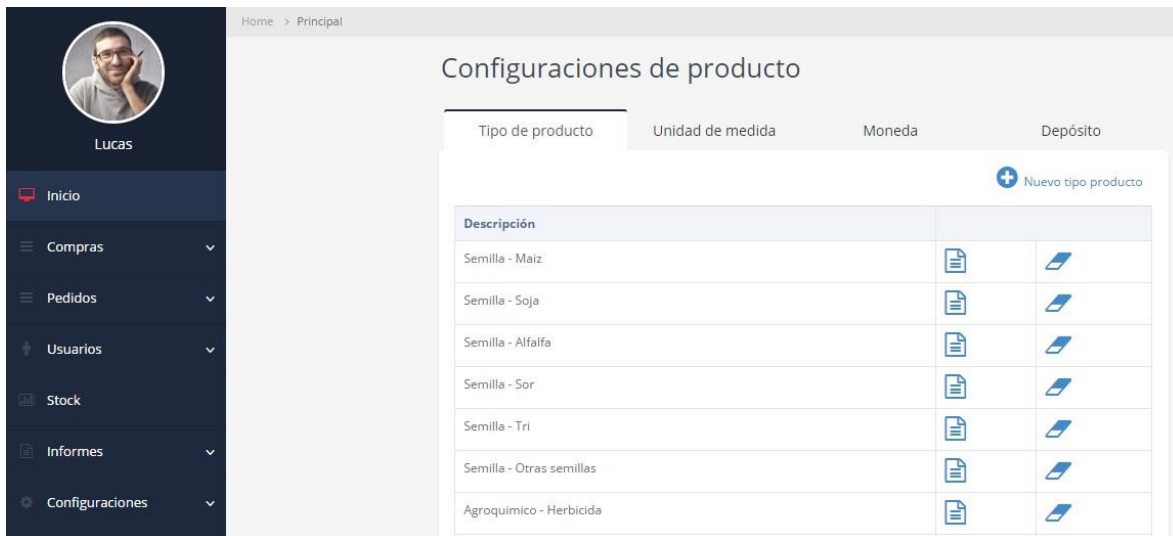 Home > Principal
Lucas
Inicio
Compras
Pedidos
Usuarios
Stock
Informes
Configuraciones
Configuraciones de producto
Tipo de producto Unidad de medida Moneda Depósito
Nuevo tipo producto
Descripción
Semilla - Maiz
Semilla - Soja
Semilla - Alfalfa
Semilla - Sor
Semilla - Tri
Semilla - Otras semillas
Agroquimico - Herbicida